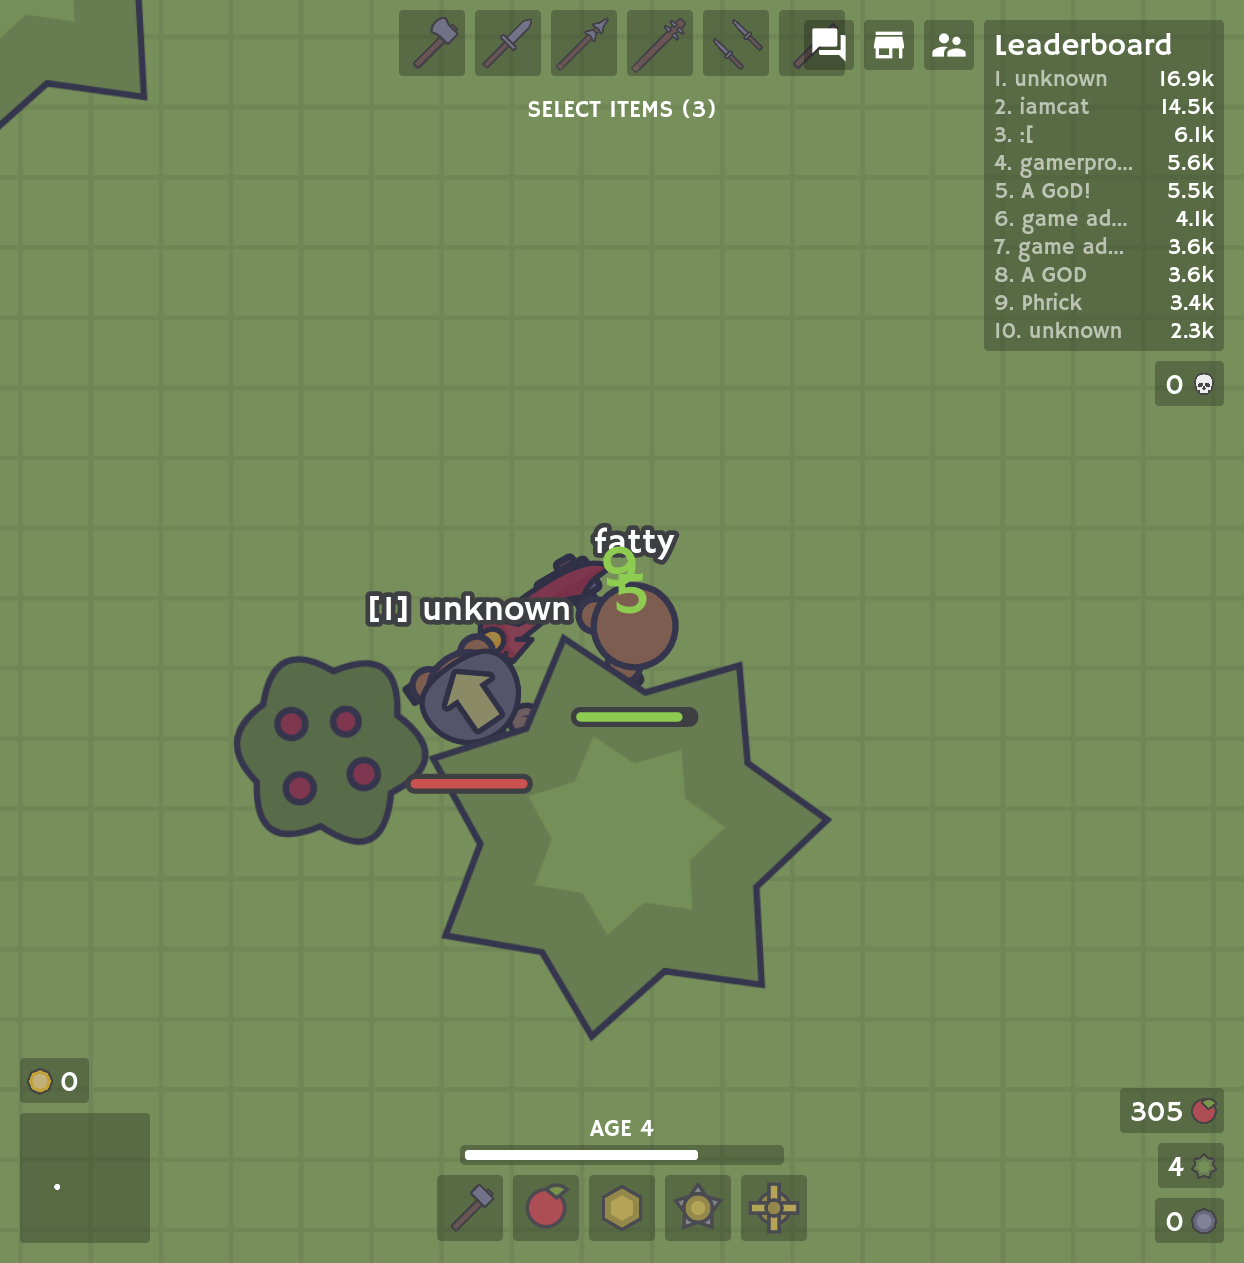 SELECT ITEMS (3)
Leaderboard
1. unknown 16.9k
2. iamcat 14.5k
3. :[ 6.1k
4. gamerpro... 5.6k
5. A GoD! 5.5k
6. game ad... 4.1k
7. game ad... 3.6k
8. A GOD 3.6k
9. Phrick 3.4k
10. unknown 2.3k
0
fatty
9
5
[1] unknown
0
305
AGE 4
4
0